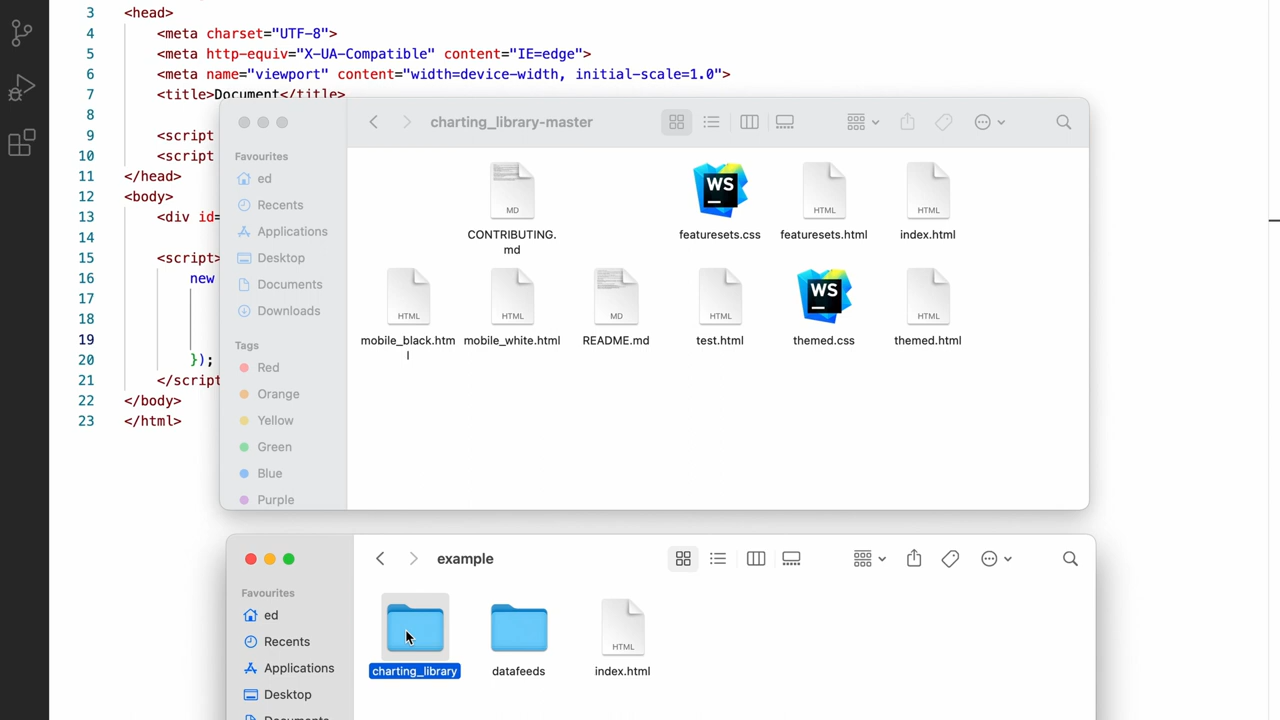 3 <head>
4 <meta charset="UTF-8">
5 <meta http-equiv="X-UA-Compatible" content="IE=edge">
6 <meta name="viewport" content="width=device-width, initial-scale=1.0">
7 <title>Document</title>
8
9 <script
10 <script
11 </head>
12 <body>
13 <div id=
14
15 <script>
16 new
17
18
19
20 });
21 </script
22 </body>
23 </html>
charting_library-master
Favourites
ed
Recents
Applications
Desktop
Documents
Downloads
Tags
Red
Orange
Yellow
Green
Blue
Purple
MD
WS
HTML
HTML
CONTRIBUTING.
md
featuresets.css
featuresets.html
index.html
HTML
HTML
MD
HTML
WS
HTML
mobile_black.htm
l
mobile_white.html
README.md
test.html
themed.css
themed.html
example
Favourites
ed
Recents
Applications
Desktop
Documents
HTML
charting_library
datafeeds
index.html